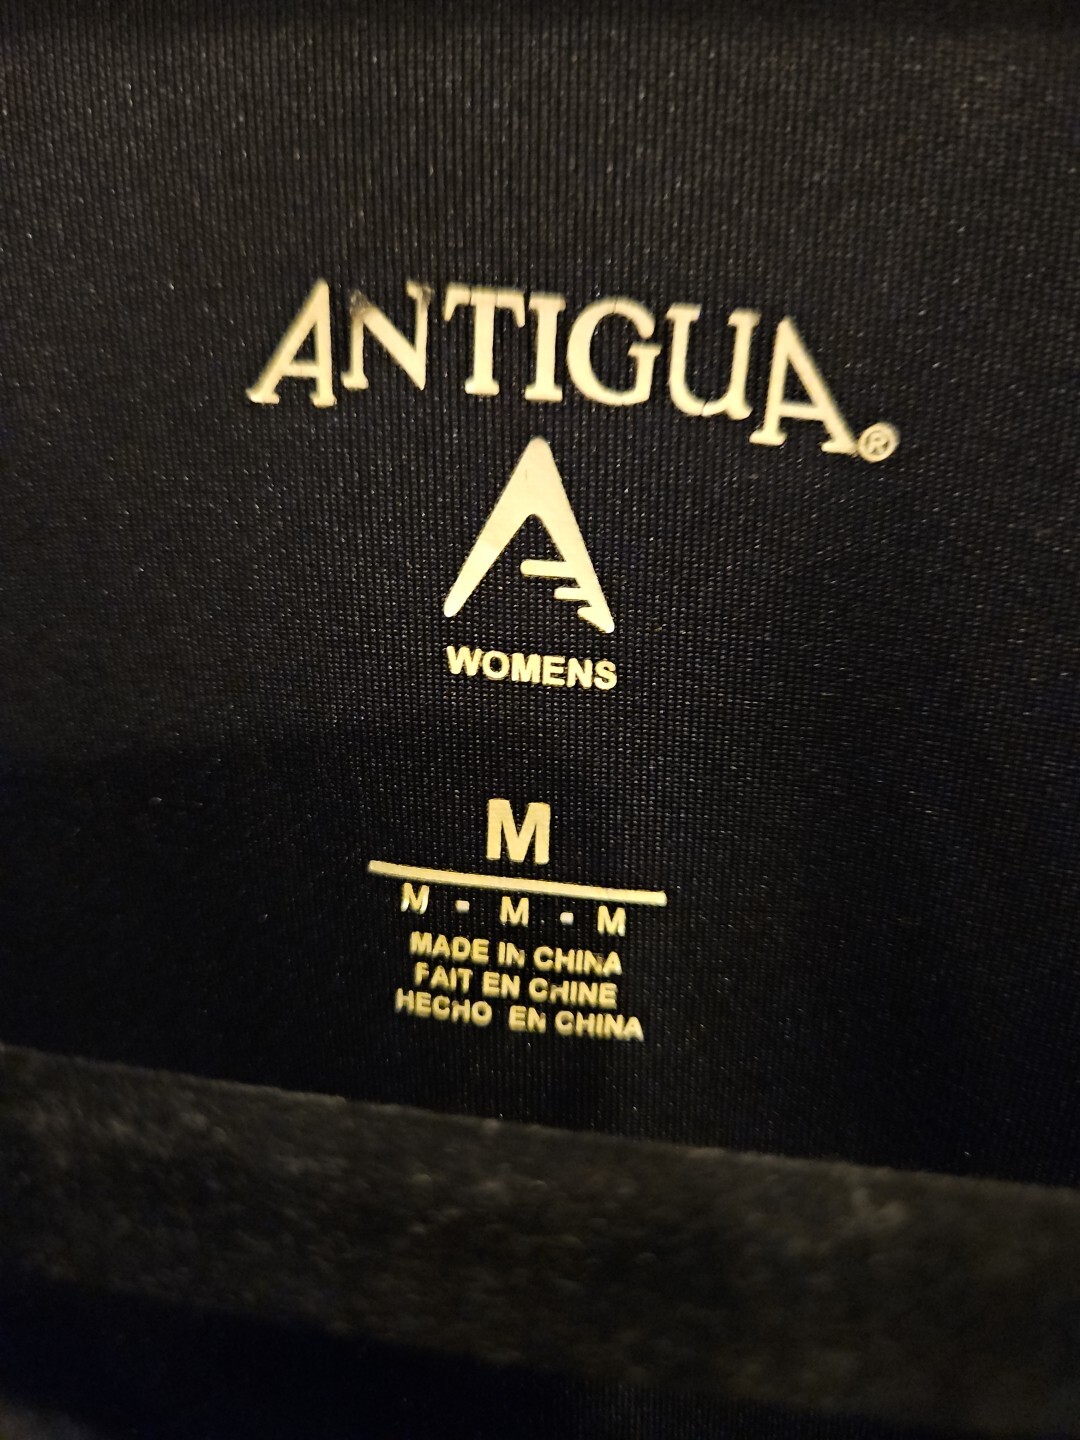 ANTIGUA®
WOMENS
M
M - M - M
MADE IN CHINA
FAIT EN CHINE
HECHO EN CHINA